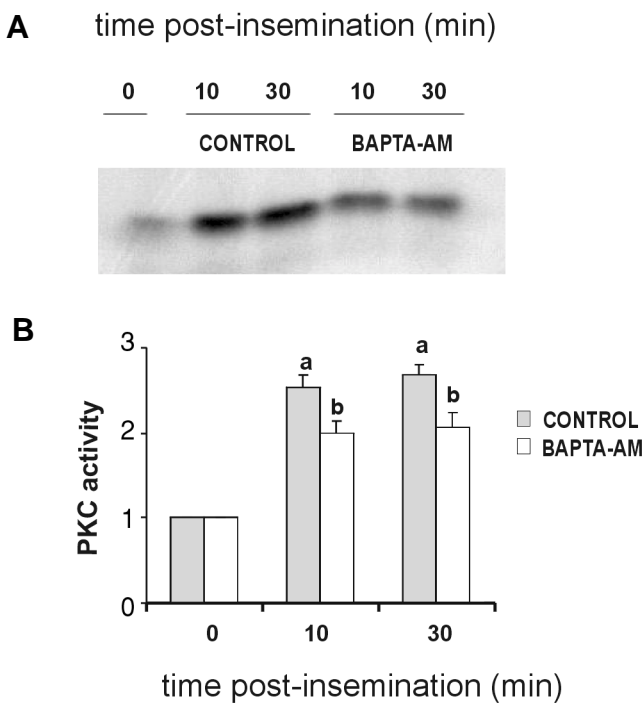 A time post-insemination (min)
0 10 30 10 30
CONTROL BAPTA-AM
B
3
2
1
0
PKC activity
a
b
a
b
CONTROL
BAPTA-AM
0 10 30
time post-insemination (min)